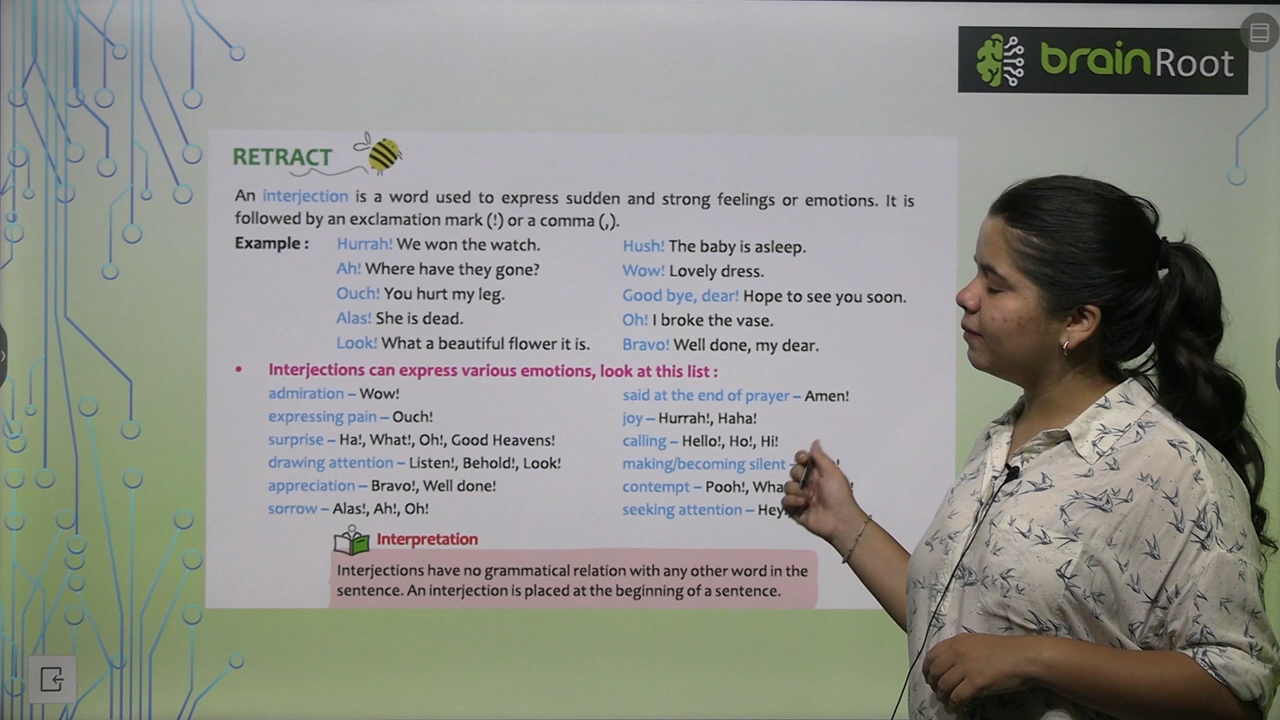 brainRoot
RETRACT
An interjection is a word used to express sudden and strong feelings or emotions. It is
followed by an exclamation mark (!) or a comma (,).
Example : Hurrah! We won the watch. Hush! The baby is asleep.
Ah! Where have they gone? Wow! Lovely dress.
Ouch! You hurt my leg. Good bye, dear! Hope to see you soon.
Alas! She is dead. Oh! I broke the vase.
Look! What a beautiful flower it is. Bravo! Well done, my dear.
• Interjections can express various emotions, look at this list :
admiration – Wow! said at the end of prayer – Amen!
expressing pain – Ouch! joy – Hurrah!, Haha!
surprise – Ha!, What!, Oh!, Good Heavens! calling – Hello!, Ho!, Hi!
drawing attention – Listen!, Behold!, Look! making/becoming silent –
appreciation – Bravo!, Well done! contempt – Pooh!,
sorrow – Alas!, Ah!, Oh! seeking attention – Hey
Interpretation
Interjections have no grammatical relation with any other word in the
sentence. An interjection is placed at the beginning of a sentence.